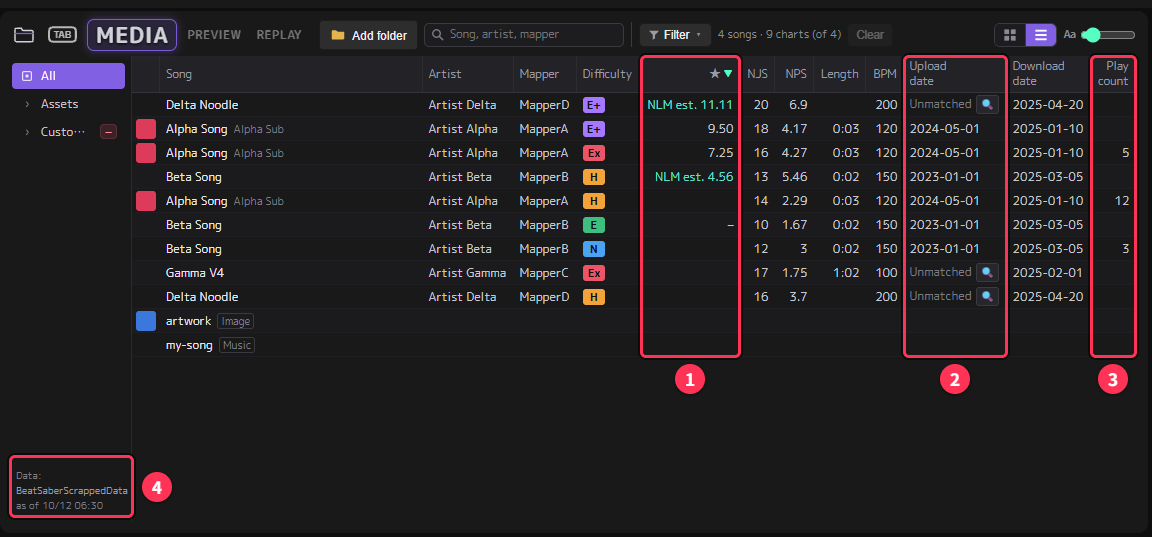 TAB MEDIA PREVIEW REPLAY Add folder Song, artist, mapper Filter 4 songs · 9 charts (of 4) Clear Aa
All
Assets
Custo···
Song Artist Mapper Difficulty ★▼ NJS NPS Length BPM Upload date Download date Play count
Delta Noodle Artist Delta MapperD E+ NLM est. 11.11 20 6.9 200 Unmatched 2025-04-20
Alpha Song Alpha Sub Artist Alpha MapperA E+ 9.50 18 4.17 0:03 120 2024-05-01 2025-01-10
Alpha Song Alpha Sub Artist Alpha MapperA Ex 7.25 16 4.27 0:03 120 2024-05-01 2025-01-10 5
Beta Song Artist Beta MapperB H NLM est. 4.56 13 5.46 0:02 150 2023-01-01 2025-03-05
Alpha Song Alpha Sub Artist Alpha MapperA H 14 2.29 0:03 120 2024-05-01 2025-01-10 12
Beta Song Artist Beta MapperB E – 10 1.67 0:02 150 2023-01-01 2025-03-05
Beta Song Artist Beta MapperB N 12 3 0:02 150 2023-01-01 2025-03-05 3
Gamma V4 Artist Gamma MapperC Ex 17 1.75 1:02 100 Unmatched 2025-02-01
Delta Noodle Artist Delta MapperD H 16 3.7 200 Unmatched 2025-04-20
artwork Image
my-song Music
1 2 3
Data:
BeatSaberScrappedData
as of 10/12 06:30
4